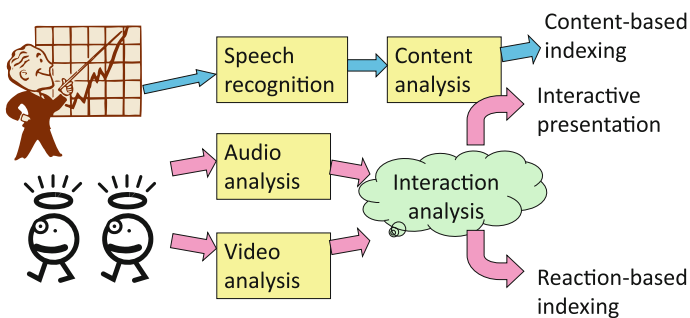 Speech
recognition
Content
analysis
Content-based
indexing
Interactive
presentation
Audio
analysis
Interaction
analysis
Video
analysis
Reaction-based
indexing